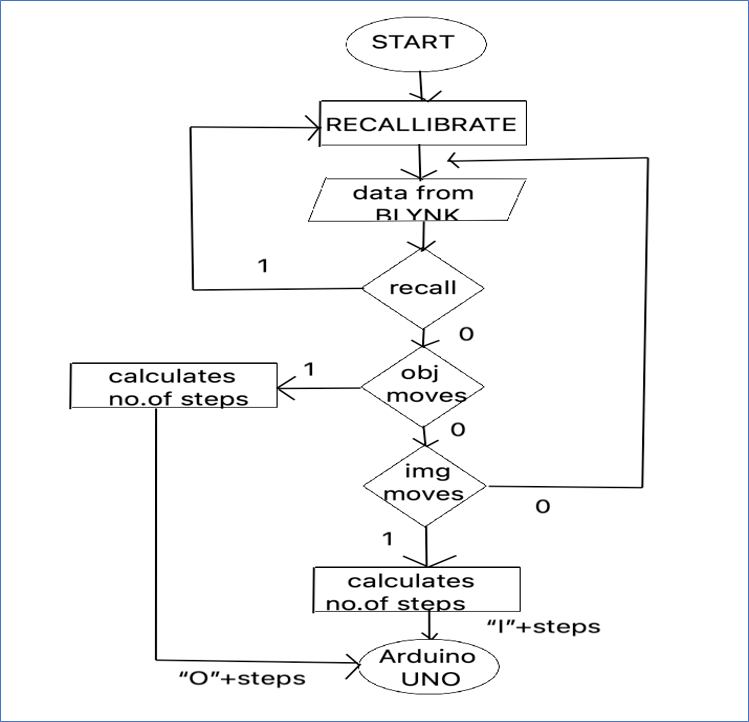 START
RECALLIBRATE
data from
BLYNK
1
recall
0
obj
moves
1
calculates
no.of steps
0
img
moves
0
1
calculates
no.of steps
"I"+steps
Arduino
UNO
"O"+steps